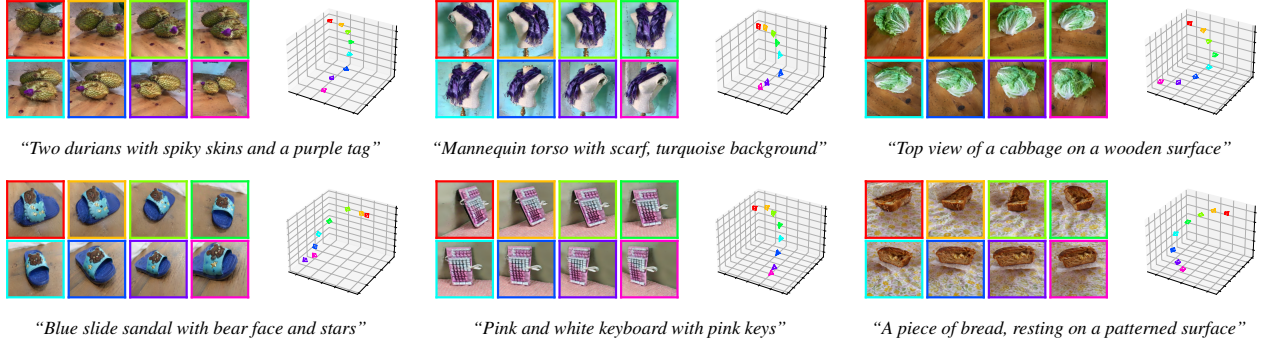 “Two durians with spiky skins and a purple tag”
“Mannequin torso with scarf, turquoise background”
“Top view of a cabbage on a wooden surface”
“Blue slide sandal with bear face and stars”
“Pink and white keyboard with pink keys”
“A piece of bread, resting on a patterned surface”